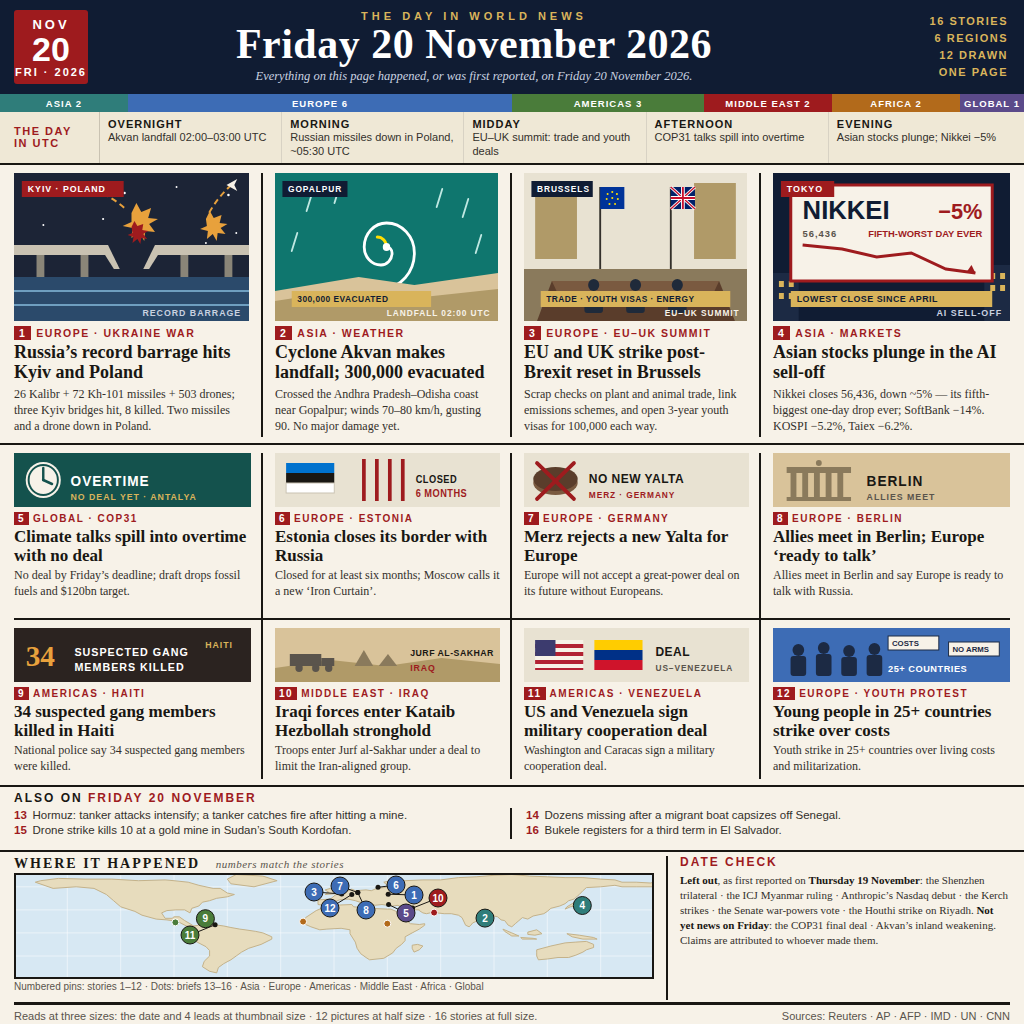 NOV
20
FRI · 2026
THE DAY IN WORLD NEWS
Friday 20 November 2026
Everything on this page happened, or was first reported, on Friday 20 November 2026.
16 STORIES
6 REGIONS
12 DRAWN
ONE PAGE
ASIA 2
EUROPE 6
AMERICAS 3
MIDDLE EAST 2
AFRICA 2
GLOBAL 1
THE DAY
IN UTC
OVERNIGHT
Akvan landfall 02:00–03:00 UTC
MORNING
Russian missiles down in Poland,
~05:30 UTC
MIDDAY
EU–UK summit: trade and youth
deals
AFTERNOON
COP31 talks spill into overtime
EVENING
Asian stocks plunge; Nikkei −5%
KYIV · POLAND
RECORD BARRAGE
1 EUROPE · UKRAINE WAR
Russia's record barrage hits
Kyiv and Poland
26 Kalibr + 72 Kh-101 missiles + 503 drones;
three Kyiv bridges hit, 8 killed. Two missiles
and a drone down in Poland.
GOPALPUR
300,000 EVACUATED
LANDFALL 02:00 UTC
2 ASIA · WEATHER
Cyclone Akvan makes
landfall; 300,000 evacuated
Crossed the Andhra Pradesh–Odisha coast
near Gopalpur; winds 70–80 km/h, gusting
90. No major damage yet.
BRUSSELS
TRADE · YOUTH VISAS · ENERGY
EU–UK SUMMIT
3 EUROPE · EU–UK SUMMIT
EU and UK strike post-
Brexit reset in Brussels
Scrap checks on plant and animal trade, link
emissions schemes, and open 3-year youth
visas for 100,000 each way.
TOKYO
NIKKEI
−5%
56,436
FIFTH-WORST DAY EVER
LOWEST CLOSE SINCE APRIL
AI SELL-OFF
4 ASIA · MARKETS
Asian stocks plunge in the AI
sell-off
Nikkei closes 56,436, down ~5% — its fifth-
biggest one-day drop ever; SoftBank −14%.
KOSPI −5.2%, Taiex −6.2%.
OVERTIME
NO DEAL YET · ANTALYA
5 GLOBAL · COP31
Climate talks spill into overtime
with no deal
No deal by Friday's deadline; draft drops fossil
fuels and $120bn target.
CLOSED
6 MONTHS
6 EUROPE · ESTONIA
Estonia closes its border with
Russia
Closed for at least six months; Moscow calls it
a new 'Iron Curtain'.
NO NEW YALTA
MERZ · GERMANY
7 EUROPE · GERMANY
Merz rejects a new Yalta for
Europe
Europe will not accept a great-power deal on
its future without Europeans.
BERLIN
ALLIES MEET
8 EUROPE · BERLIN
Allies meet in Berlin; Europe
'ready to talk'
Allies meet in Berlin and say Europe is ready to
talk with Russia.
34
SUSPECTED GANG
MEMBERS KILLED
HAITI
9 AMERICAS · HAITI
34 suspected gang members
killed in Haiti
National police say 34 suspected gang members
were killed.
JURF AL-SAKHAR
IRAQ
10 MIDDLE EAST · IRAQ
Iraqi forces enter Kataib
Hezbollah stronghold
Troops enter Jurf al-Sakhar under a deal to
limit the Iran-aligned group.
DEAL
US–VENEZUELA
11 AMERICAS · VENEZUELA
US and Venezuela sign
military cooperation deal
Washington and Caracas sign a military
cooperation deal.
COSTS
NO ARMS
25+ COUNTRIES
12 EUROPE · YOUTH PROTEST
Young people in 25+ countries
strike over costs
Youth strike in 25+ countries over living costs
and militarization.
ALSO ON FRIDAY 20 NOVEMBER
13 Hormuz: tanker attacks intensify; a tanker catches fire after hitting a mine.
14 Dozens missing after a migrant boat capsizes off Senegal.
15 Drone strike kills 10 at a gold mine in Sudan's South Kordofan.
16 Bukele registers for a third term in El Salvador.
WHERE IT HAPPENED numbers match the stories
3
7
6
1
10
12
8
5
9
11
2
4
Numbered pins: stories 1–12 · Dots: briefs 13–16 · Asia · Europe · Americas · Middle East · Africa · Global
DATE CHECK
Left out, as first reported on Thursday 19 November: the Shenzhen
trilateral · the ICJ Myanmar ruling · Anthropic's Nasdaq debut · the Kerch
strikes · the Senate war-powers vote · the Houthi strike on Riyadh. Not
yet news on Friday: the COP31 final deal · Akvan's inland weakening.
Claims are attributed to whoever made them.
Reads at three sizes: the date and 4 leads at thumbnail size · 12 pictures at half size · 16 stories at full size.
Sources: Reuters · AP · AFP · IMD · UN · CNN